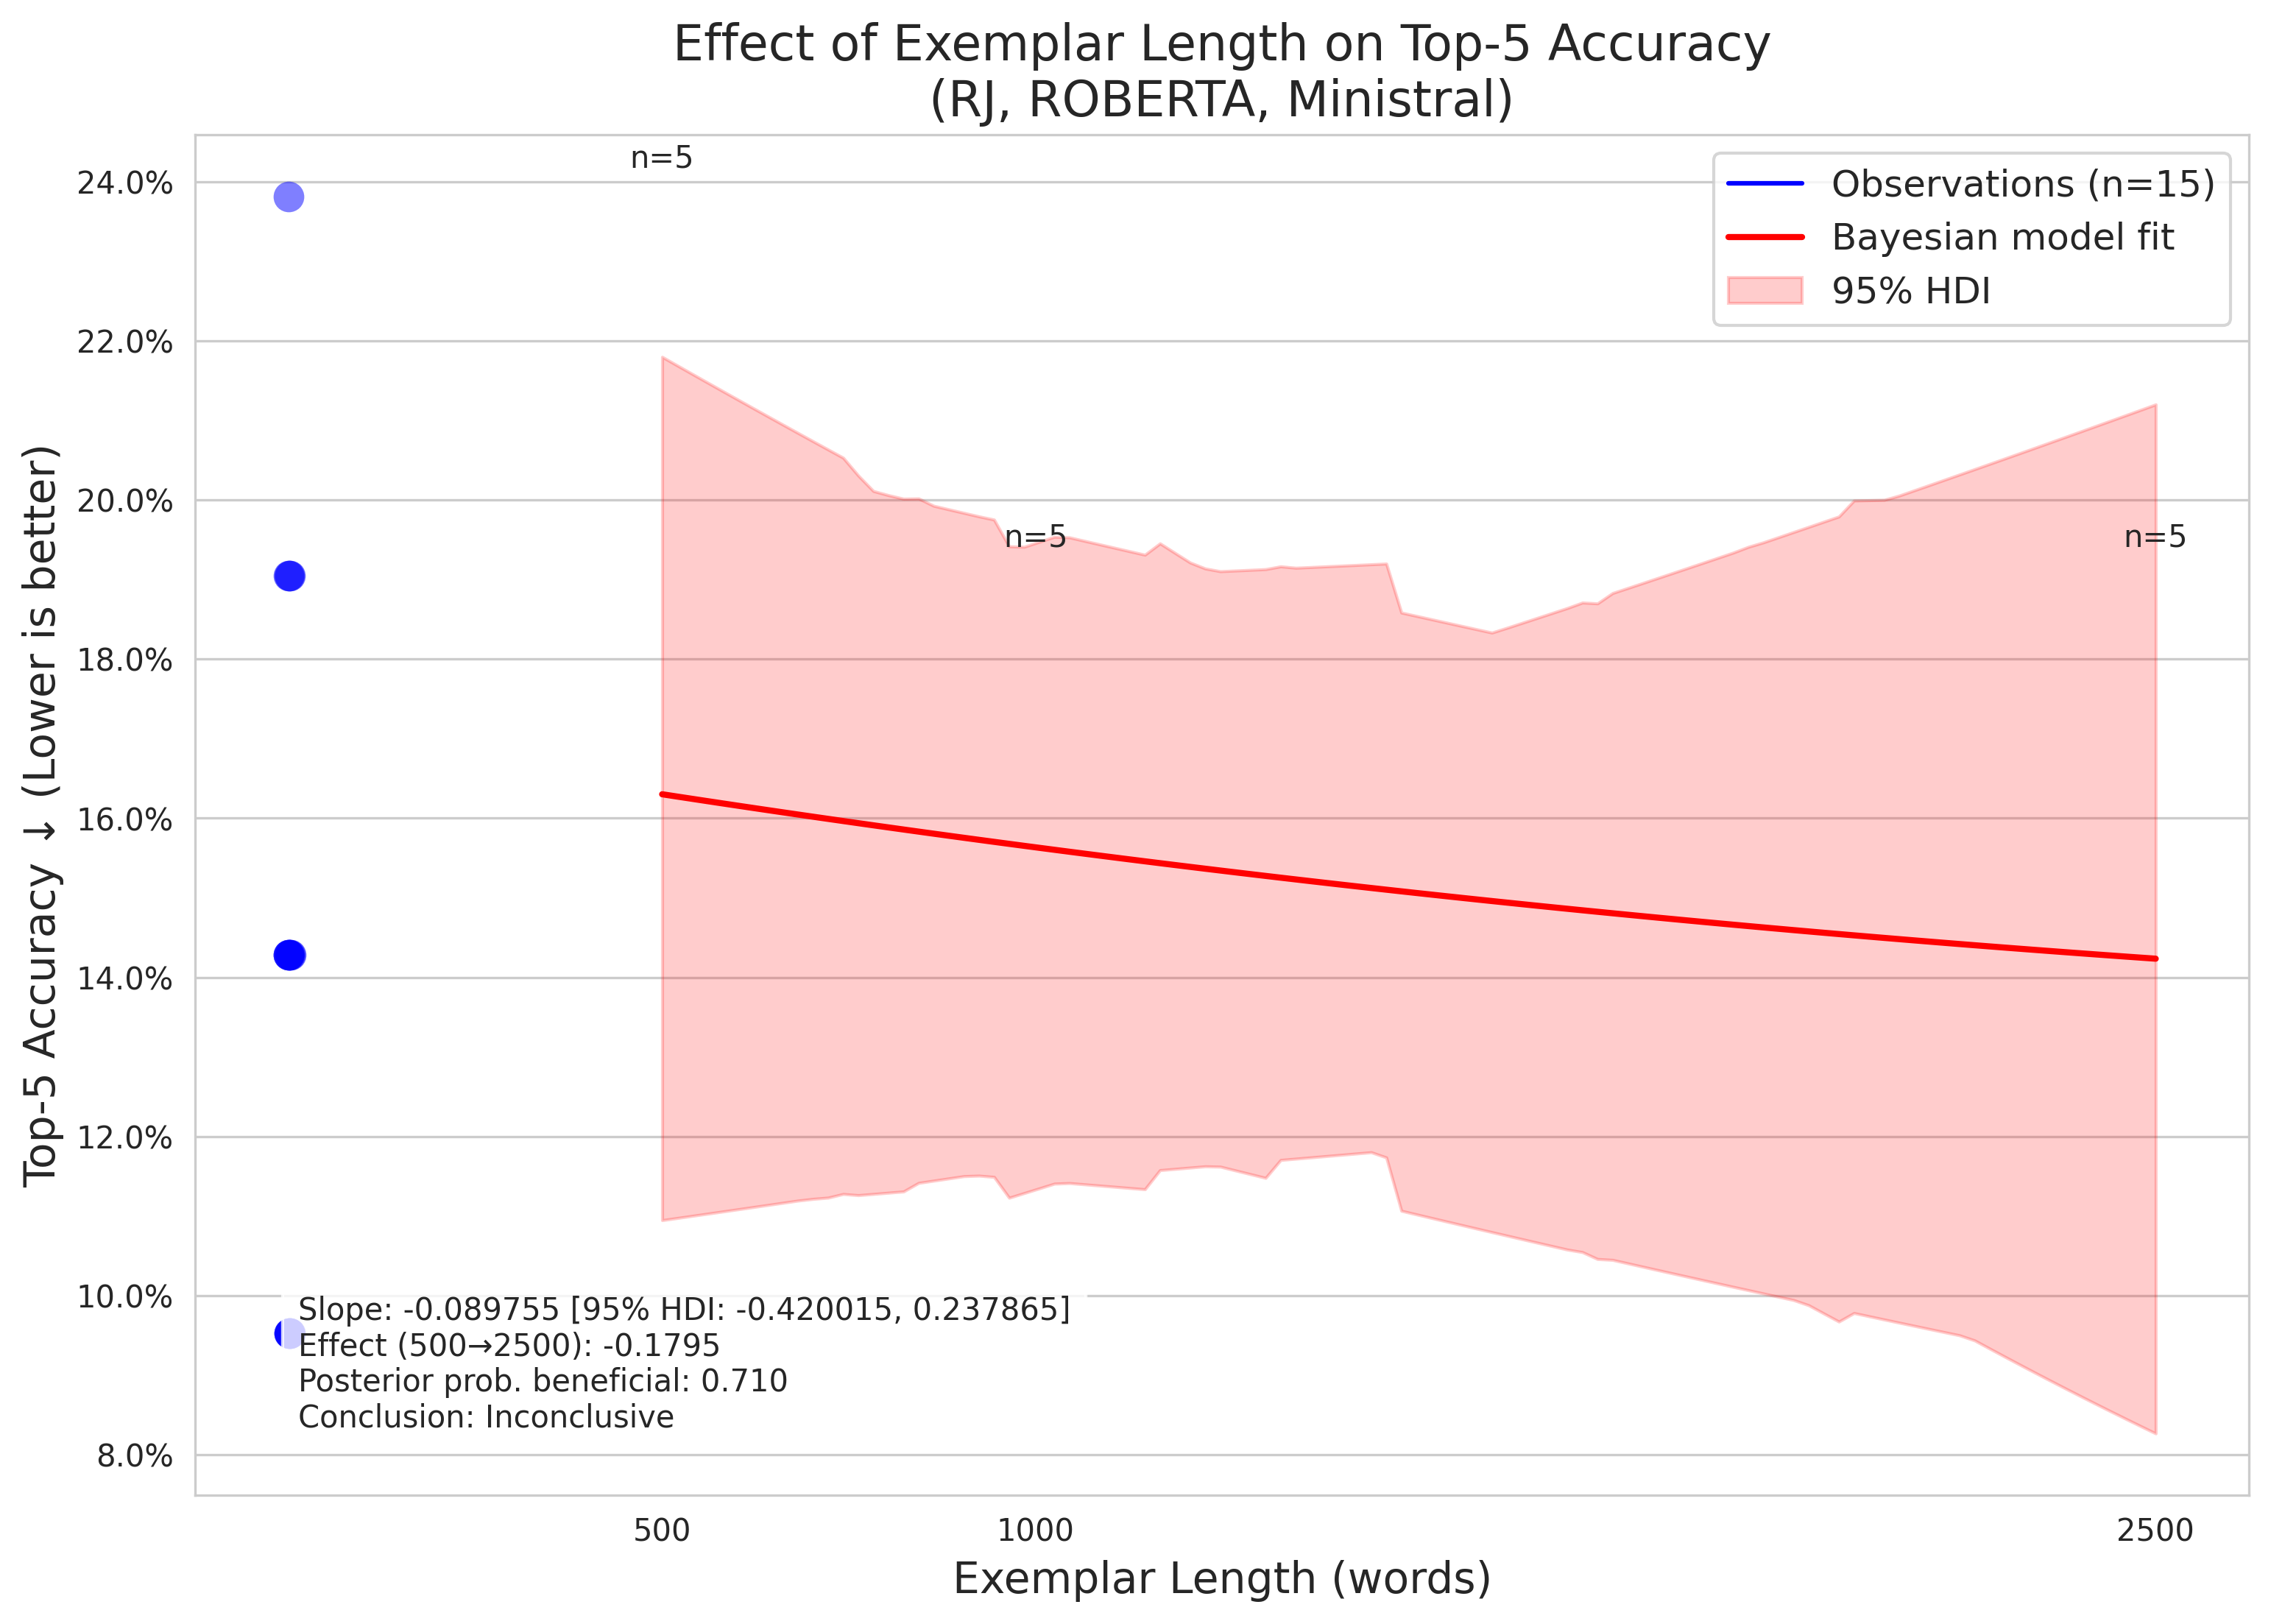 Effect of Exemplar Length on Top-5 Accuracy
(RJ, ROBERTA, Ministral)
Top-5 Accuracy ↓ (Lower is better)
24.0%
22.0%
20.0%
18.0%
16.0%
14.0%
12.0%
10.0%
8.0%
n=5
n=5
n=5
Observations (n=15)
Bayesian model fit
95% HDI
Slope: -0.089755 [95% HDI: -0.420015, 0.237865]
Effect (500→2500): -0.1795
Posterior prob. beneficial: 0.710
Conclusion: Inconclusive
500
1000
2500
Exemplar Length (words)